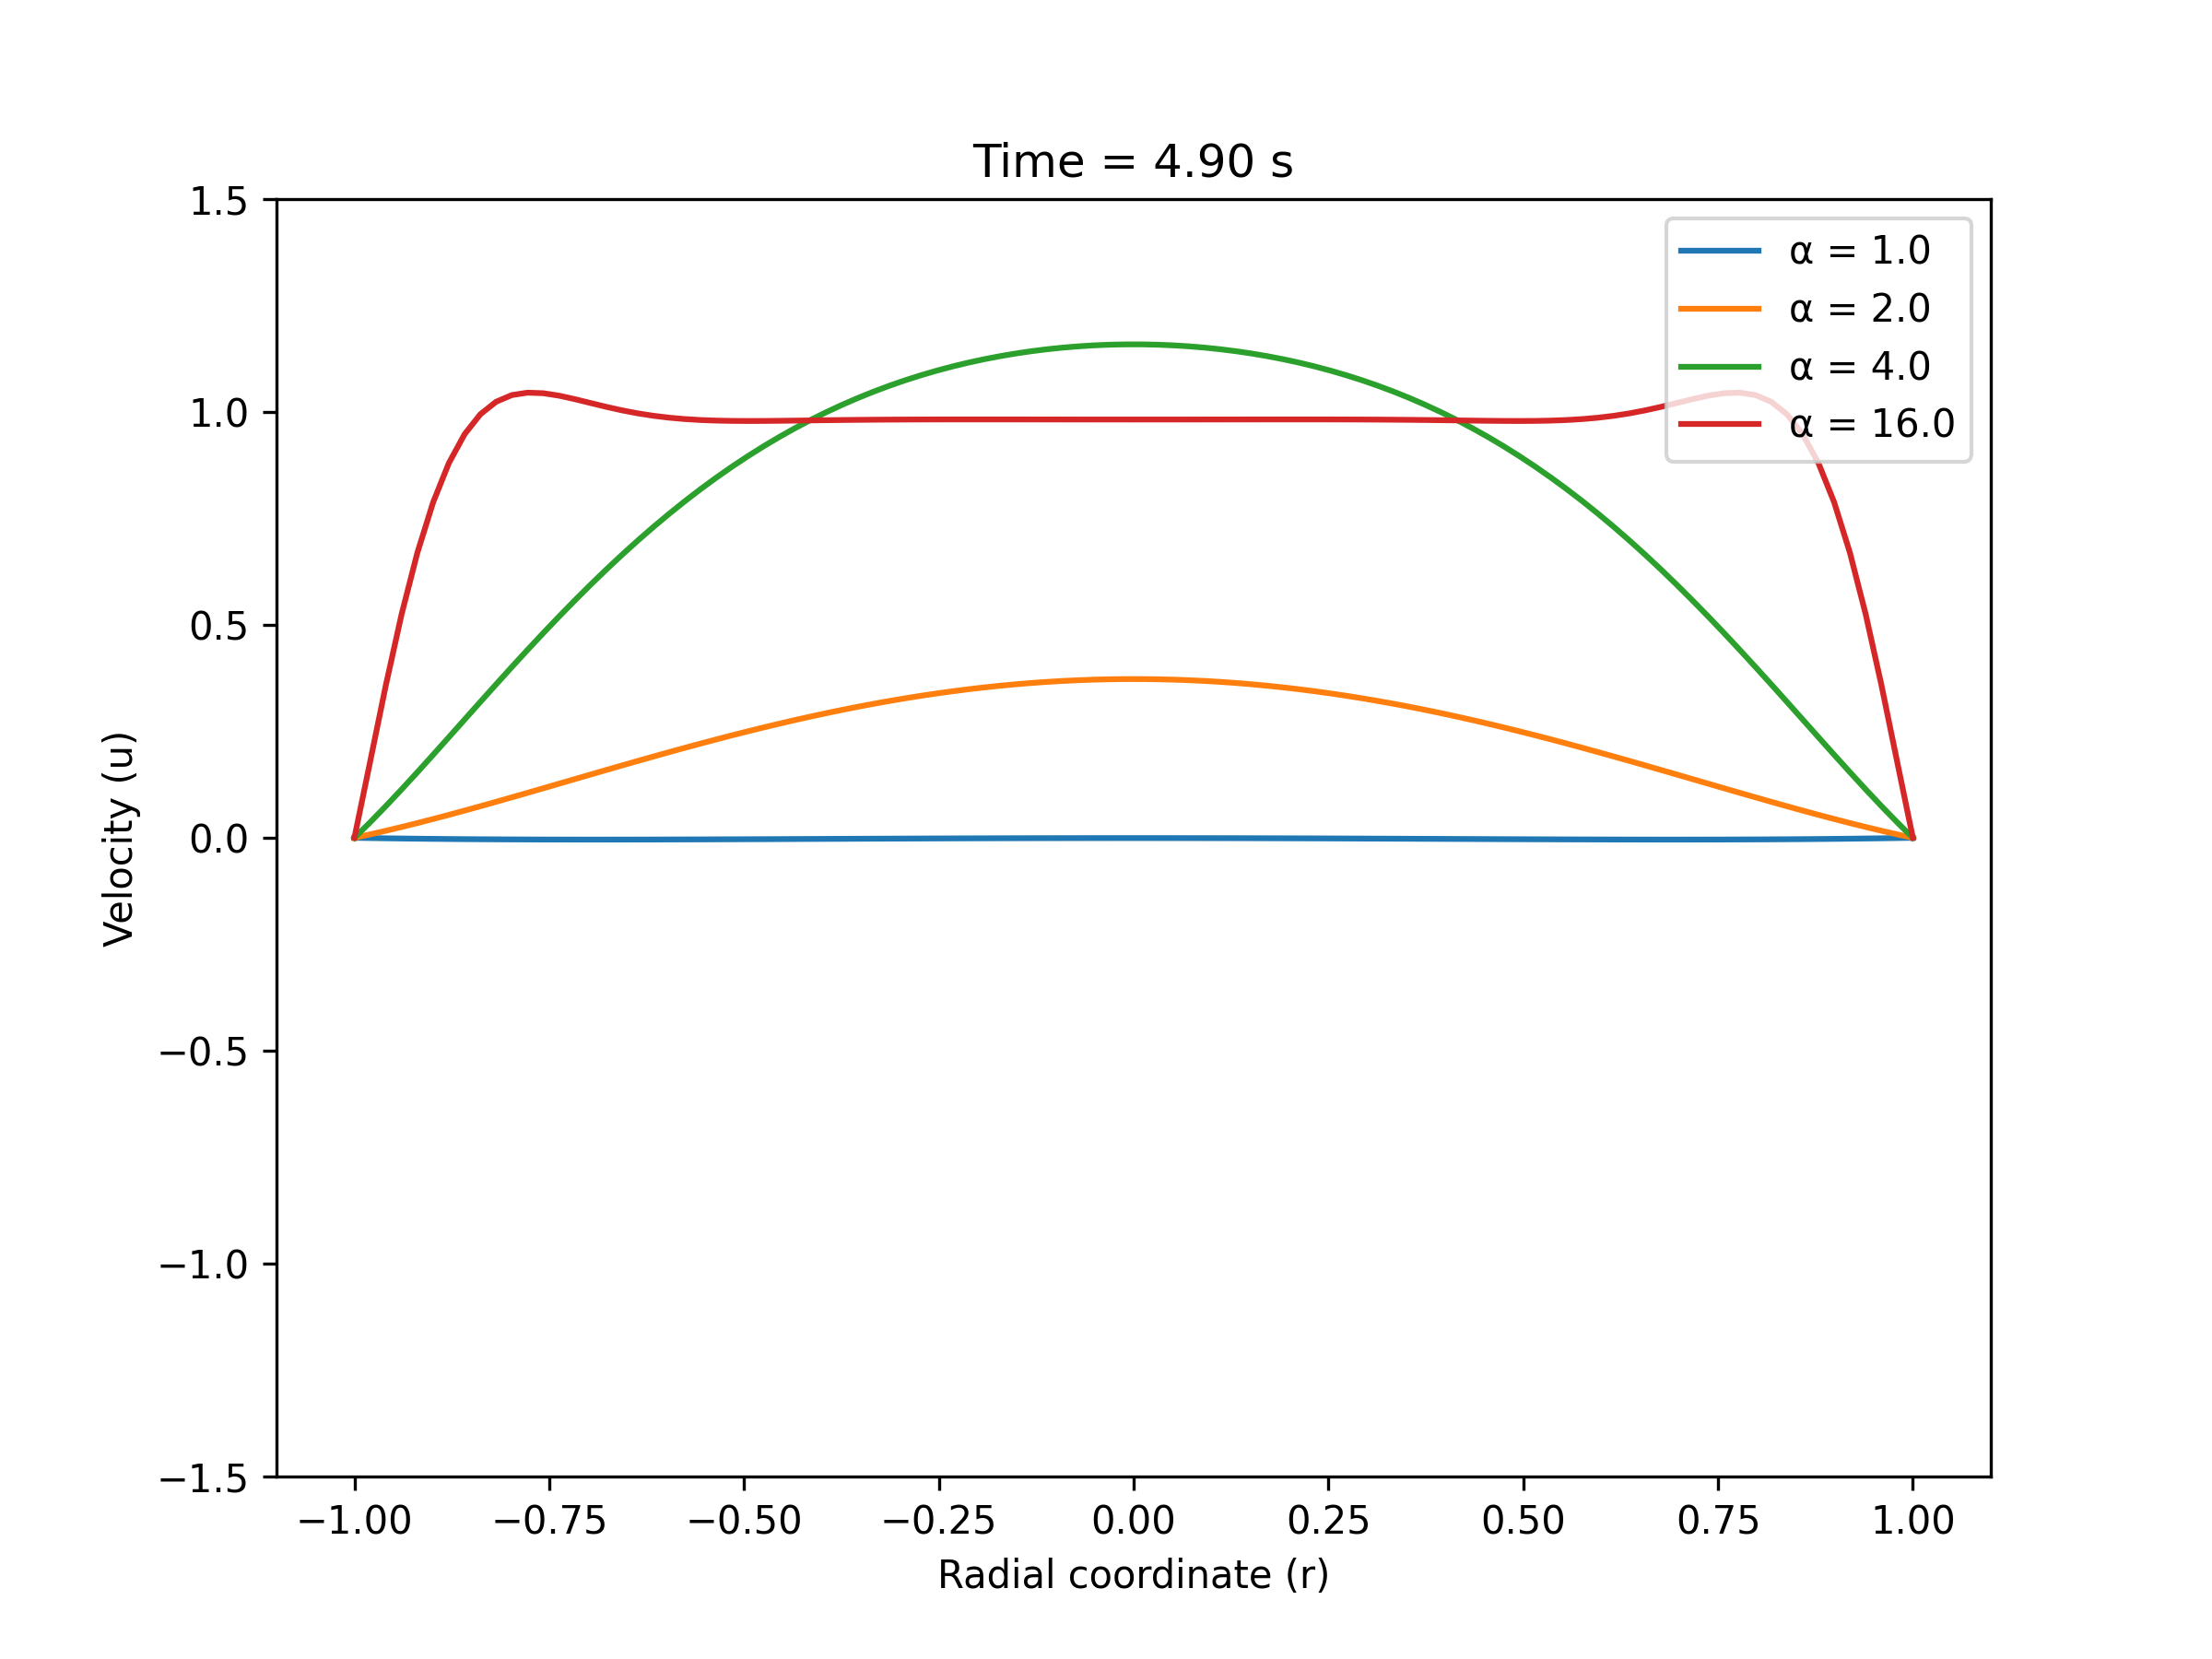 Time = 4.90 s
1.5
1.0
0.5
0.0
−0.5
−1.0
−1.5
Velocity (u)
α = 1.0
α = 2.0
α = 4.0
α = 16.0
−1.00 −0.75 −0.50 −0.25 0.00 0.25 0.50 0.75 1.00
Radial coordinate (r)